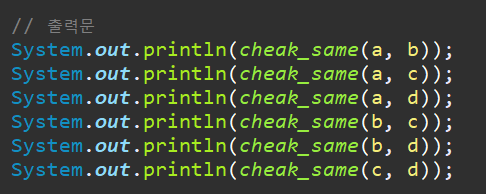 // 출력문
System.out.println(cheak_same(a, b));
System.out.println(cheak_same(a, c));
System.out.println(cheak_same(a, d));
System.out.println(cheak_same(b, c));
System.out.println(cheak_same(b, d));
System.out.println(cheak_same(c, d));